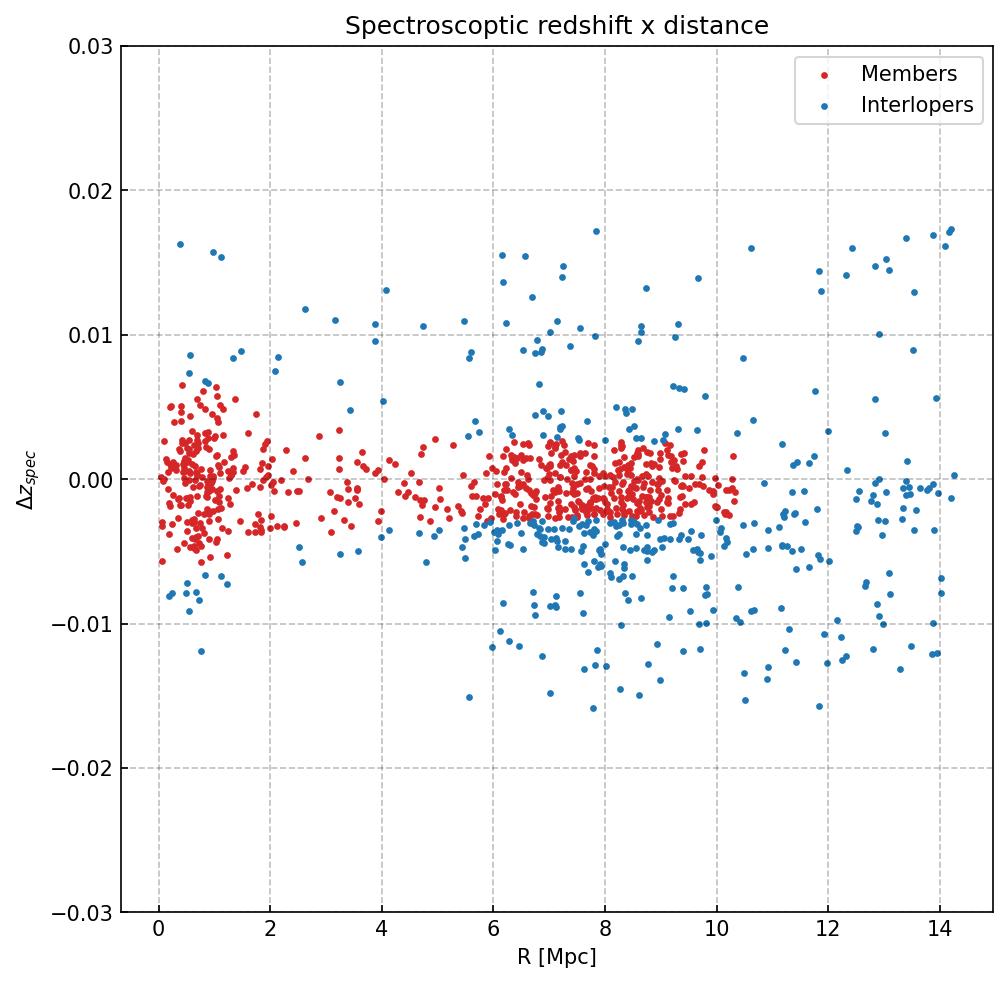 Spectroscoptic redshift x distance
Members
Interlopers
0.03
0.02
0.01
0.00
−0.01
−0.02
−0.03
Δz_spec
0 2 4 6 8 10 12 14
R [Mpc]